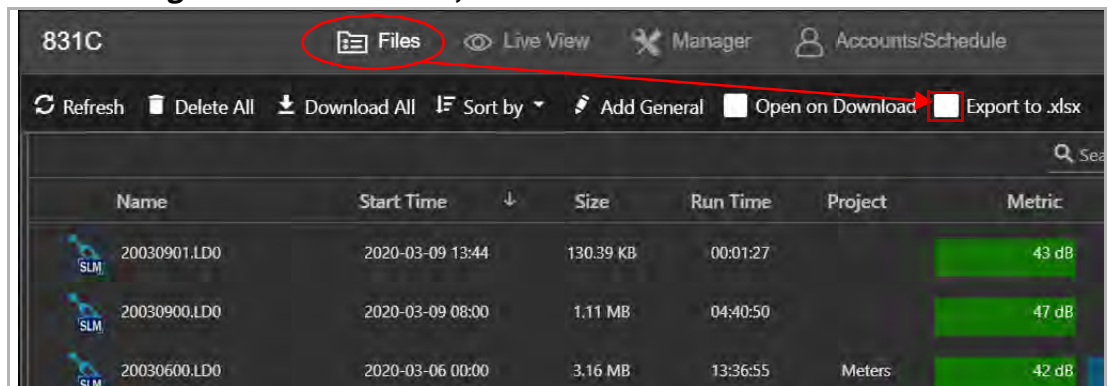 831C Files Live View Manager Accounts/Schedule
Refresh Delete All Download All Sort by Add General Open on Download Export to .xlsx
Name Start Time Size Run Time Project Metric
SLM 20030901.LD0 2020-03-09 13:44 130.39 KB 00:01:27 43 dB
SLM 20030900.LD0 2020-03-09 08:00 1.11 MB 04:40:50 47 dB
SLM 20030600.LD0 2020-03-06 00:00 3.16 MB 13:36:55 Meters 42 dB